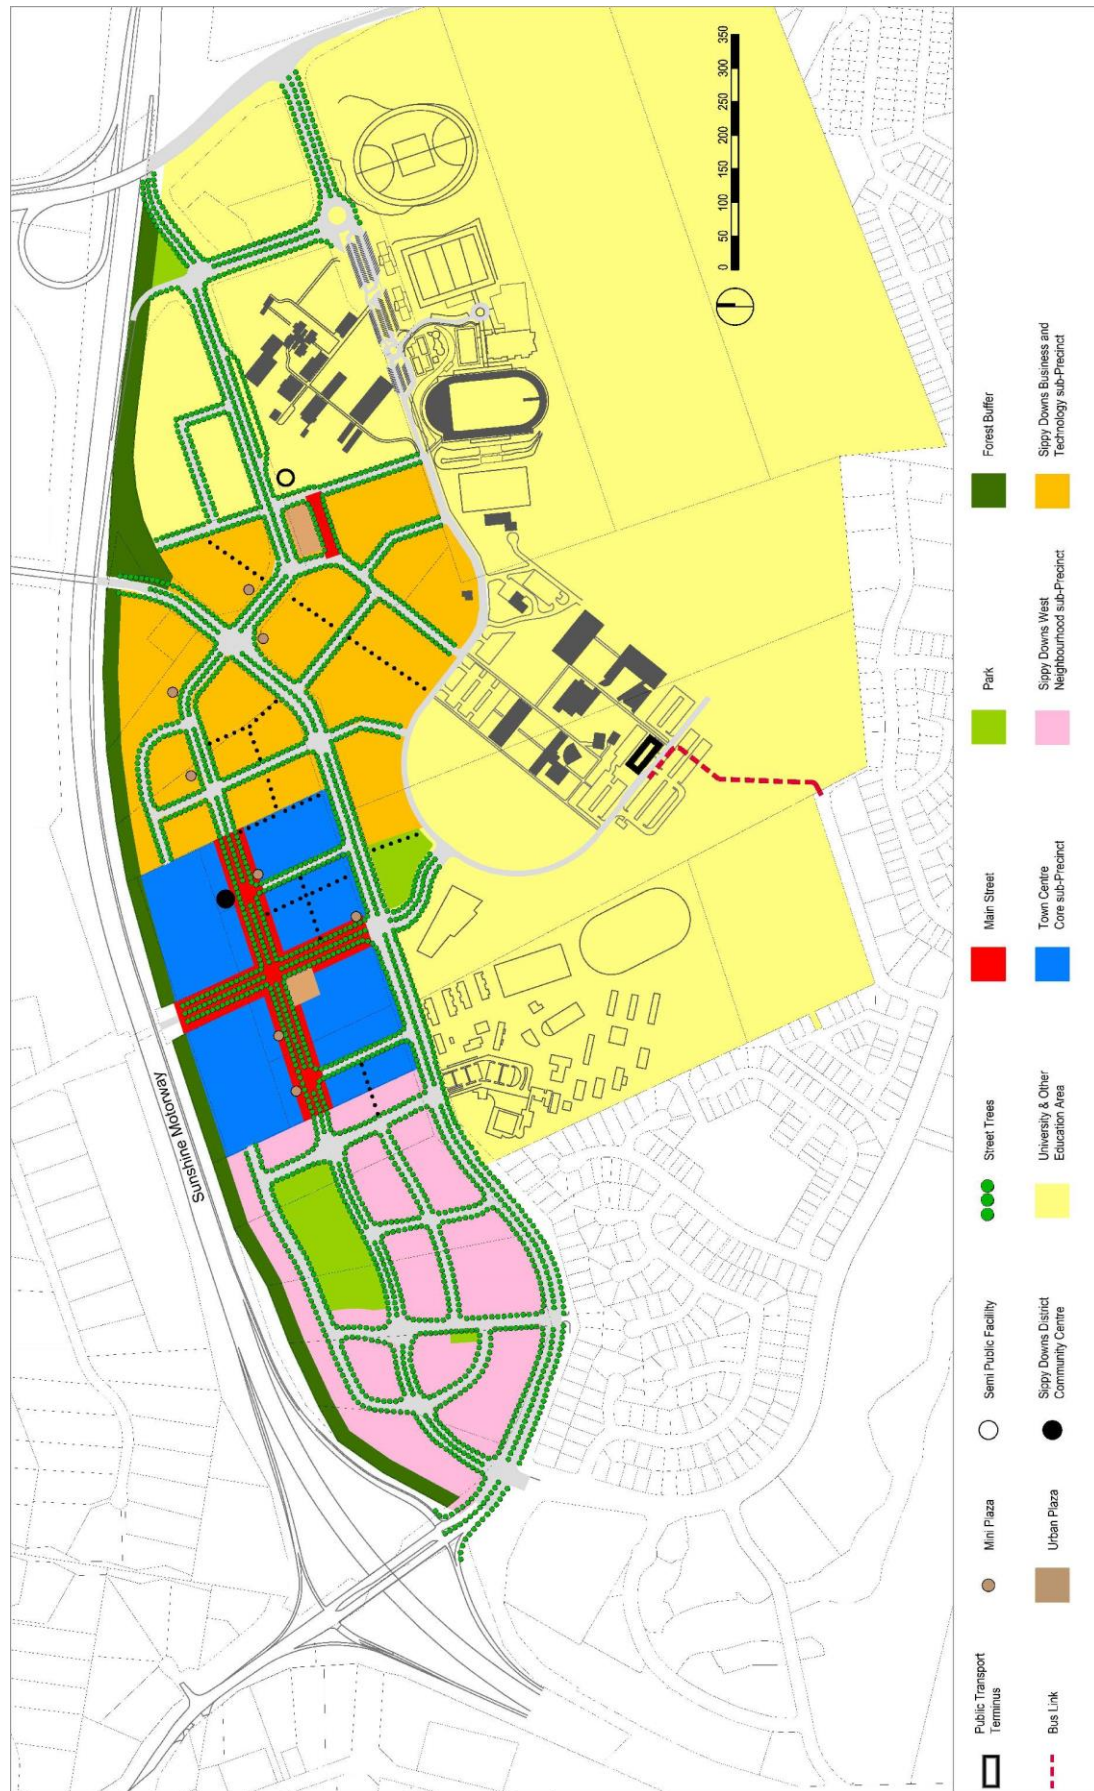 Sunshine Motorway
0 50 100 150 200 250 300 350
Public Transport
Terminus
Mini Plaza
Semi Public Facility
Street Trees
Main Street
Park
Forest Buffer
Bus Link
Urban Plaza
Sippy Downs District
Community Centre
University & Other
Education Area
Town Centre
Core sub-Precinct
Sippy Downs West
Neighbourhood sub-Precinct
Sippy Downs Business and
Technology sub-Precinct